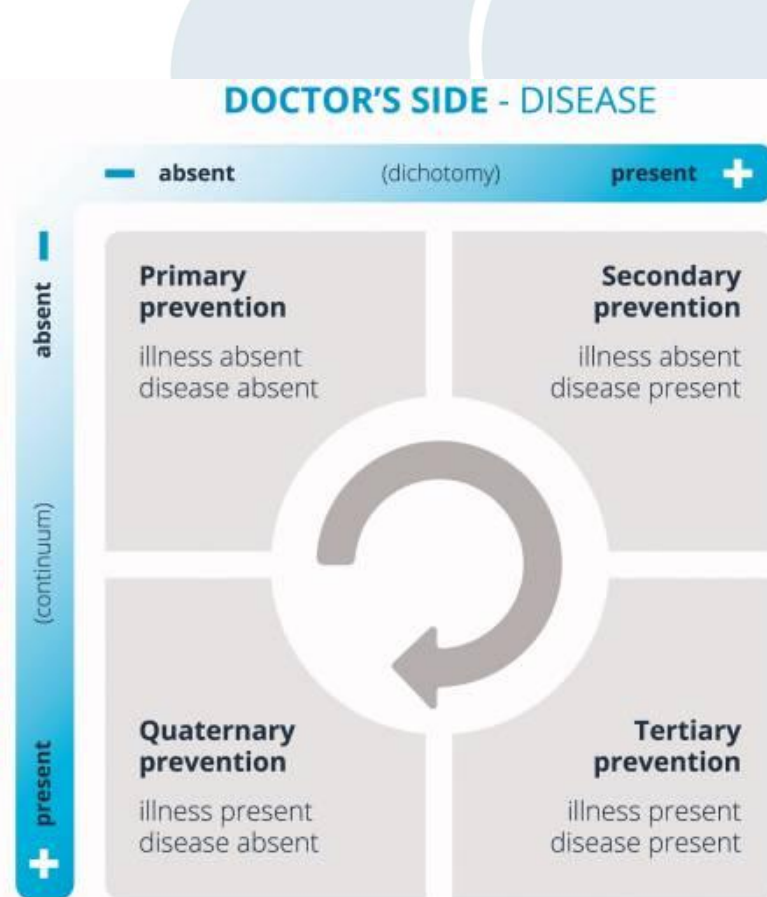 DOCTOR'S SIDE - DISEASE
absent (dichotomy) present
absent
(continuum)
present
Primary
prevention
illness absent
disease absent
Secondary
prevention
illness absent
disease present
Quaternary
prevention
illness present
disease absent
Tertiary
prevention
illness present
disease present